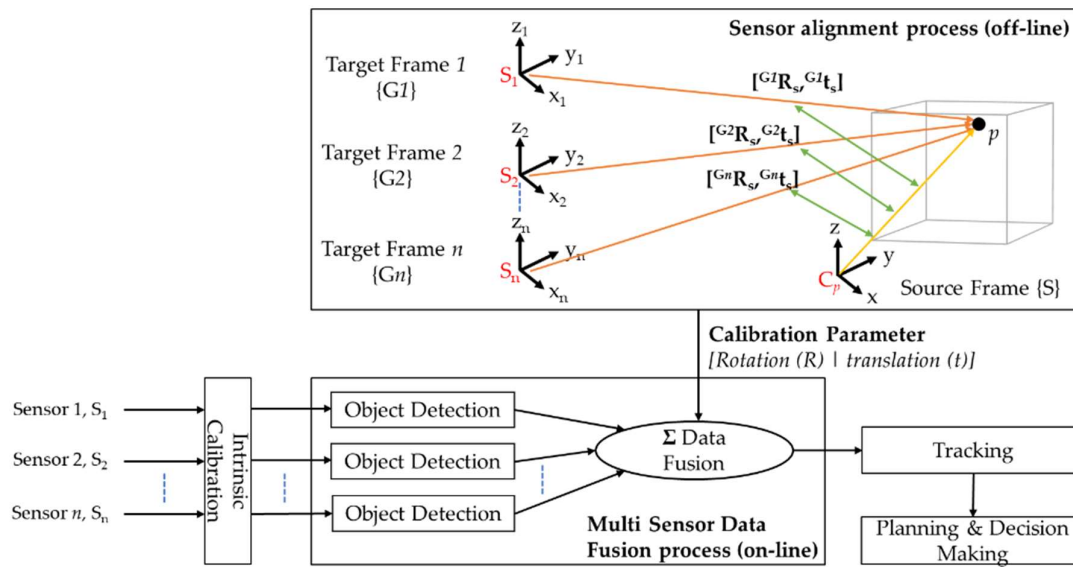 Sensor alignment process (off-line)
Target Frame 1
{G1}
z₁
y₁
x₁
S₁
[ᴳ¹Rₛ,ᴳ¹tₛ]
p
Target Frame 2
{G2}
z₂
y₂
x₂
S₂
[ᴳ²Rₛ,ᴳ²tₛ]
[ᴳⁿRₛ,ᴳⁿtₛ]
Target Frame n
{Gn}
zₙ
yₙ
xₙ
Sₙ
z
y
x
Cₚ
Source Frame {S}
Calibration Parameter
[Rotation (R) | translation (t)]
Sensor 1, S₁
Sensor 2, S₂
Sensor n, Sₙ
Intrinsic
Calibration
Object Detection
Object Detection
Object Detection
Σ Data
Fusion
Multi Sensor Data
Fusion process (on-line)
Tracking
Planning & Decision
Making